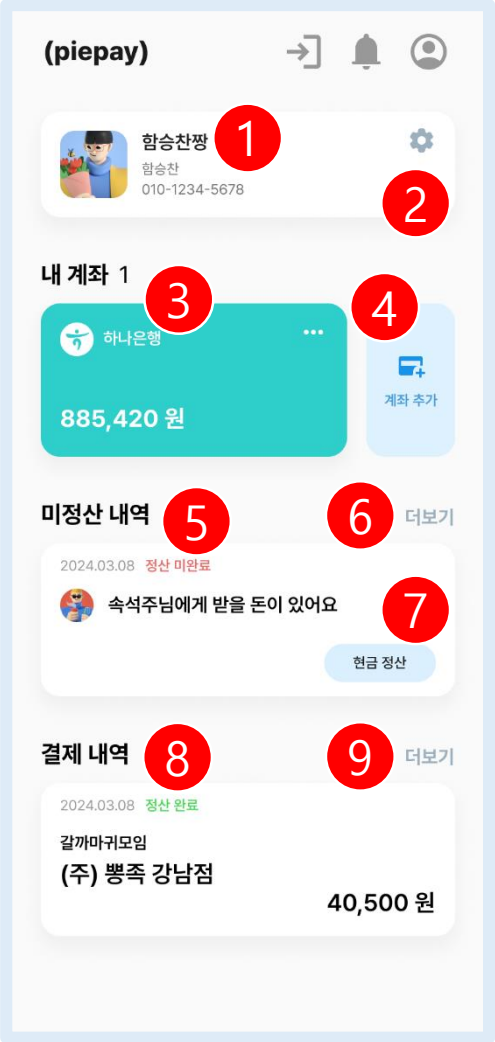 (piepay)
함승찬짱 1
함승찬
010-1234-5678
2
내 계좌 1
3
4
하나은행
885,420 원
계좌 추가
미정산 내역 5
6 더보기
2024.03.08 정산 미완료
속석주님에게 받을 돈이 있어요
7
현금 정산
결제 내역 8
9 더보기
2024.03.08 정산 완료
갈까마귀모임
(주) 뽕족 강남점
40,500 원